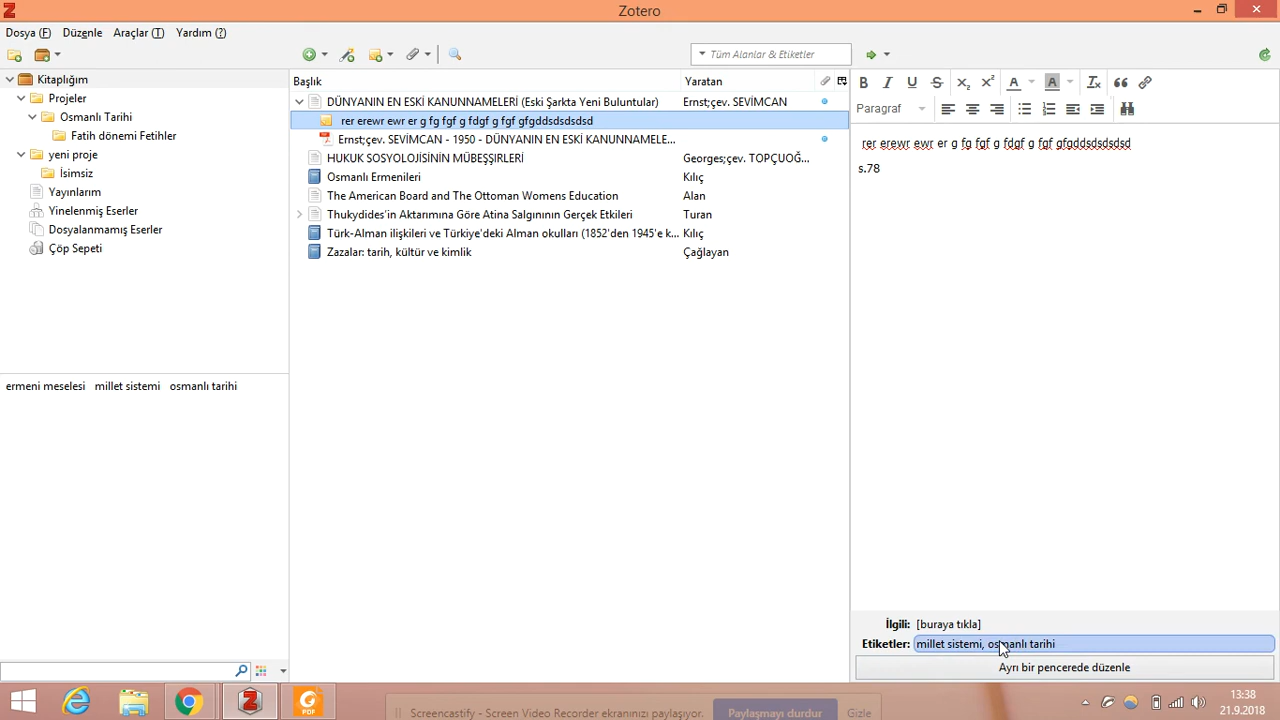 Zotero
Dosya (F) Düzenle Araçlar (T) Yardım (?)
Tüm Alanlar & Etiketler
Kitaplığım
Projeler
Osmanlı Tarihi
Fatih dönemi Fetihler
yeni proje
İsimsiz
Yayınlarım
Yinelenmiş Eserler
Dosyalanmamış Eserler
Çöp Sepeti
ermeni meselesi millet sistemi osmanlı tarihi
Başlık Yaratan
DÜNYANIN EN ESKİ KANUNNAMELERİ (Eski Şarkta Yeni Buluntular) Ernst;çev. SEVİMCAN
rer erewr ewr er g fg fgf g fdgf g fgf gfgddsdsdsdsd
Ernst;çev. SEVİMCAN - 1950 - DÜNYANIN EN ESKİ KANUNNAMELE...
HUKUK SOSYOLOJİSİNİN MÜBEŞŞIRLERİ Georges;çev. TOPÇUOĞ...
Osmanlı Ermenileri Kılıç
The American Board and The Ottoman Womens Education Alan
Thukydides'in Aktarımına Göre Atina Salgınının Gerçek Etkileri Turan
Türk-Alman ilişkileri ve Türkiye'deki Alman okulları (1852'den 1945'e k... Kılıç
Zazalar: tarih, kültür ve kimlik Çağlayan
Paragraf
rer erewr ewr er g fg fgf g fdgf g fgf gfgddsdsdsdsd
s.78
İlgili: [buraya tıkla]
Etiketler: millet sistemi, osmanlı tarihi
Ayrı bir pencerede düzenle
Screencastify - Screen Video Recorder ekranınızı paylaşıyor. Paylaşmayı durdur Gizle
13:38
21.9.2018